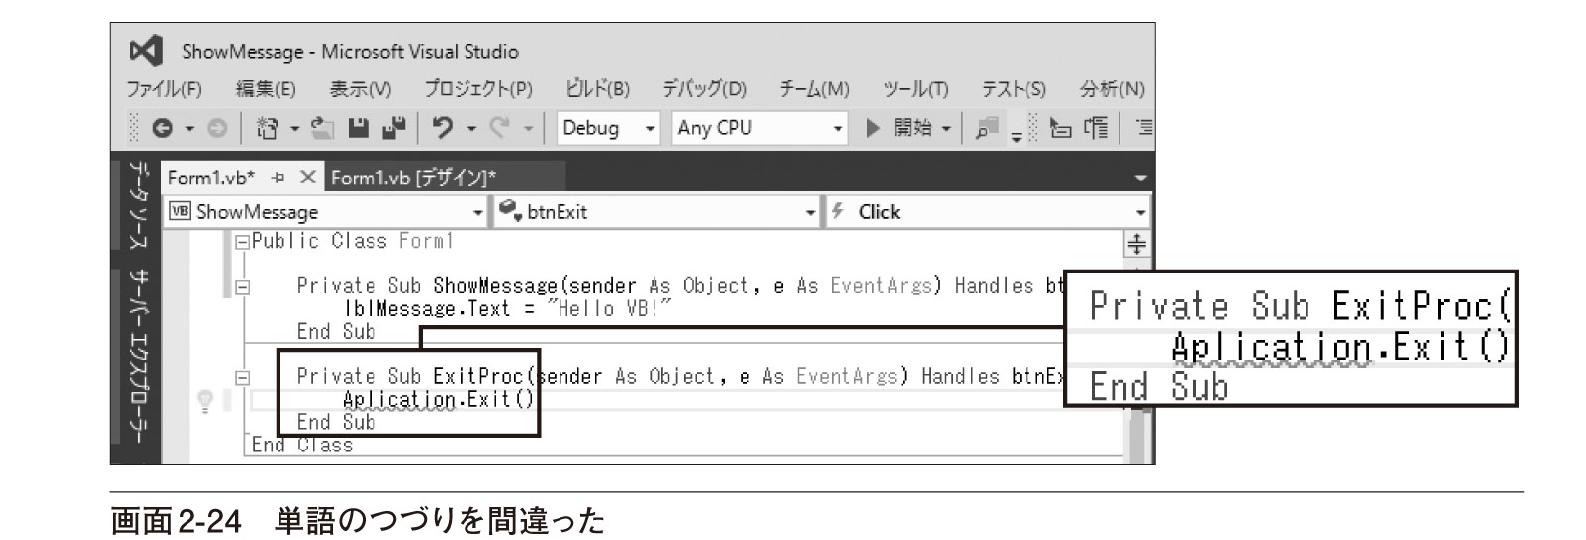 ShowMessage - Microsoft Visual Studio
ファイル(F) 編集(E) 表示(V) プロジェクト(P) ビルド(B) デバッグ(D) チーム(M) ツール(T) テスト(S) 分析(N)
Debug Any CPU 開始
データ ソース サーバー エクスプローラー
Form1.vb* Form1.vb [デザイン]*
VB ShowMessage btnExit Click
Public Class Form1
Private Sub ShowMessage(sender As Object, e As EventArgs) Handles bt
lblMessage.Text = "Hello VB!"
End Sub
Private Sub ExitProc(sender As Object, e As EventArgs) Handles btnEx
Aplication.Exit()
End Sub
End Class
Private Sub ExitProc(
Aplication.Exit()
End Sub
画面2-24 単語のつづりを間違った